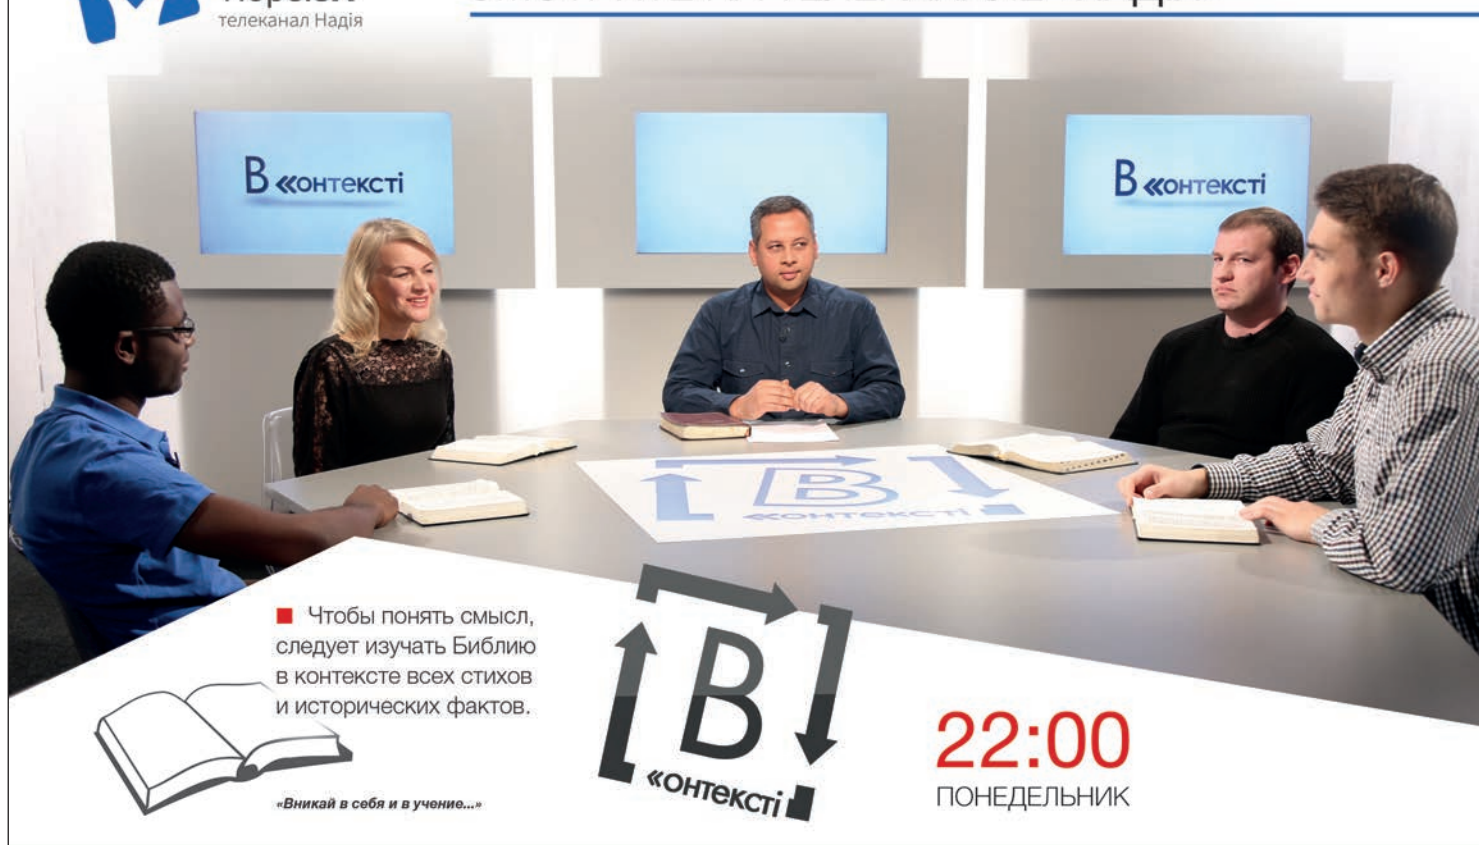 телеканал Надія
В контексті
В контексті
В
контексті
Чтобы понять смысл,
следует изучать Библию
в контексте всех стихов
и исторических фактов.
«Вникай в себя и в учение...»
В
контексті
22:00
ПОНЕДЕЛЬНИК